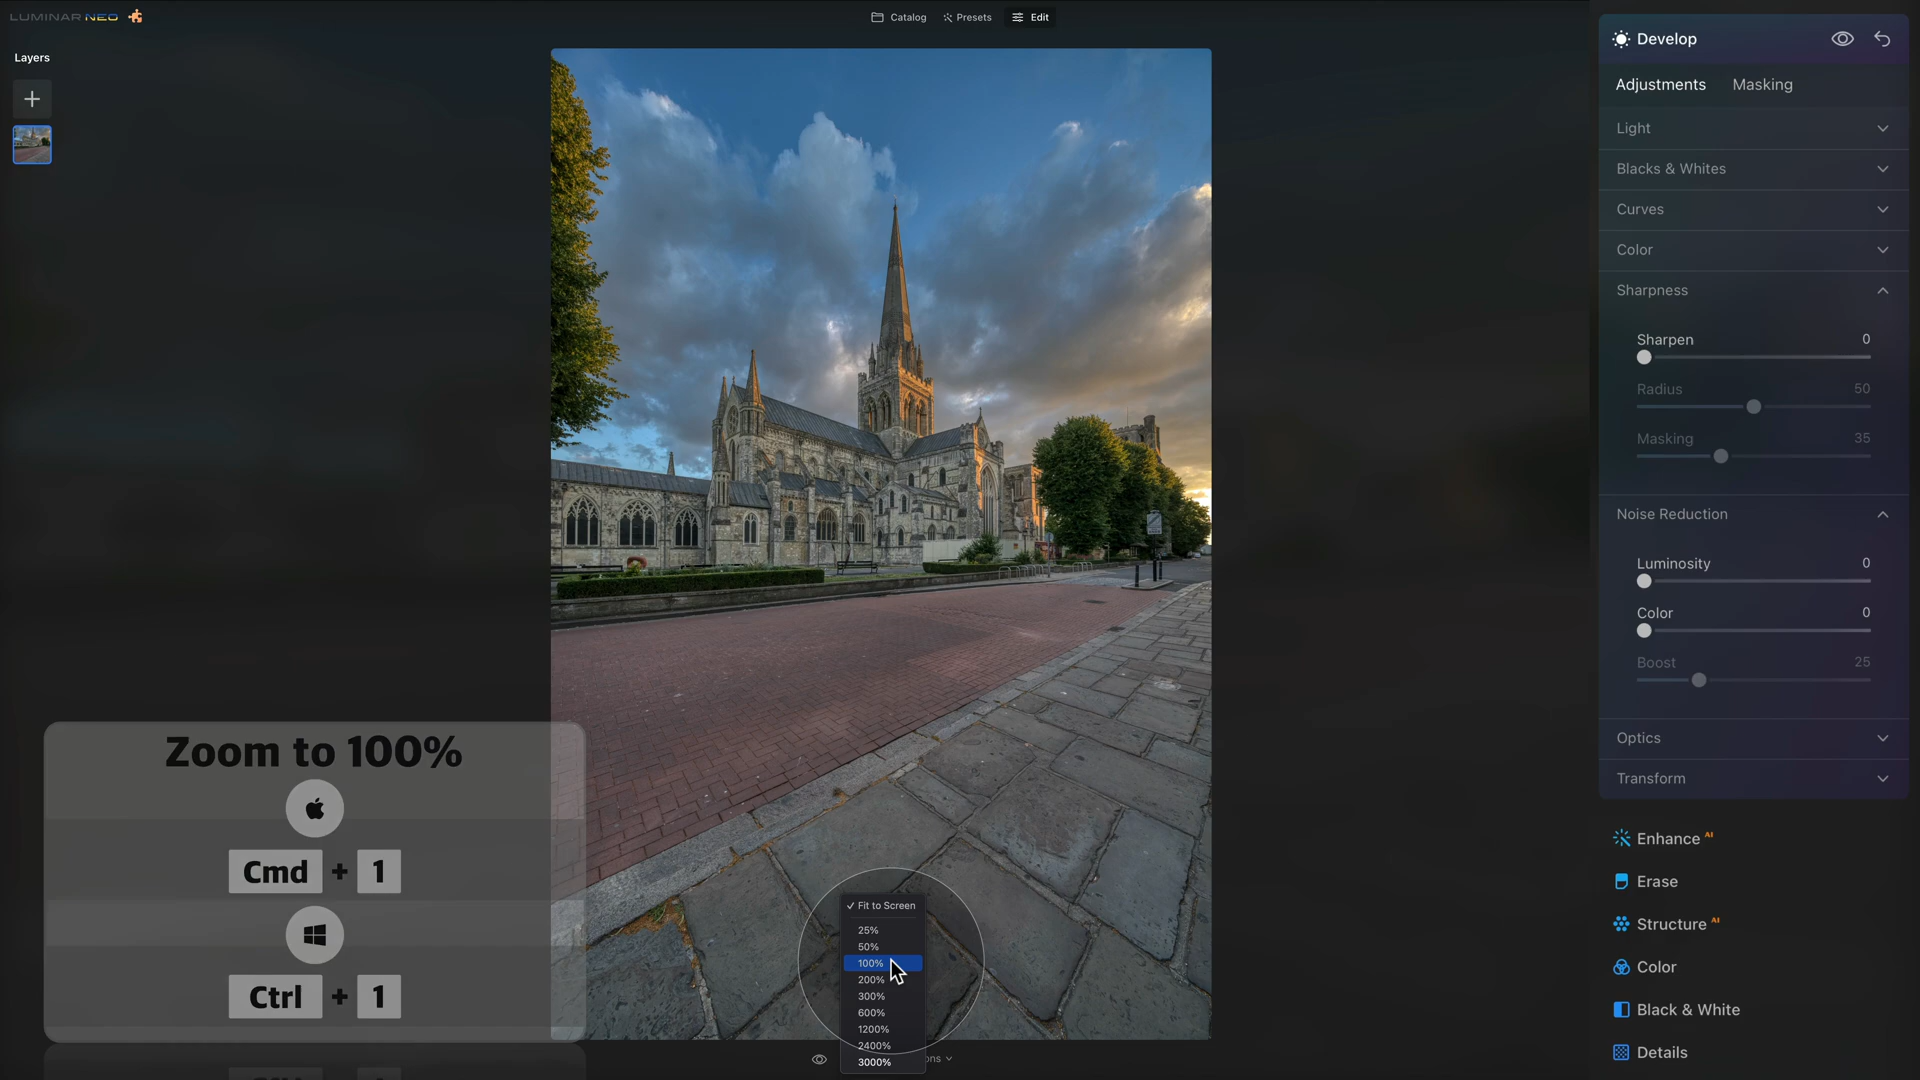 LUMINAR NEO
Catalog
Presets
Edit
Layers
Develop
Adjustments
Masking
Light
Blacks & Whites
Curves
Color
Sharpness
Sharpen 0
Radius 50
Masking 35
Noise Reduction
Luminosity 0
Color 0
Boost 25
Optics
Transform
Enhance AI
Erase
Structure AI
Color
Black & White
Details
Zoom to 100%
Cmd + 1
Ctrl + 1
✓ Fit to Screen
25%
50%
100%
200%
300%
600%
1200%
2400%
3000%